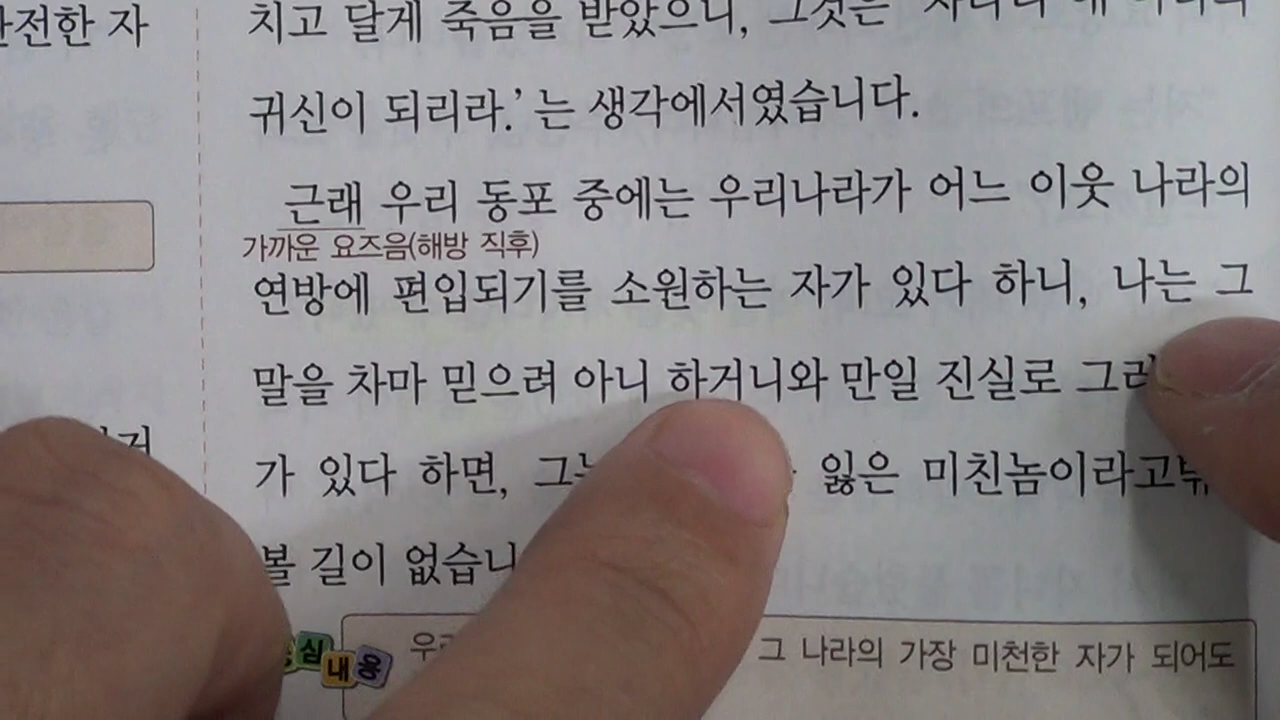 한전한 자
치고 달게 죽음을 받았으니, 그것은
귀신이 되리라.’는 생각에서였습니다.
근래 우리 동포 중에는 우리나라가 어느 이웃 나라의
가까운 요즈음(해방 직후)
연방에 편입되기를 소원하는 자가 있다 하니, 나는 그
말을 차마 믿으려 아니 하거니와 만일 진실로
가 있다 하면, 잃은 미친놈이라고밖
볼 길이 없습니
심
내용
그 나라의 가장 미천한 자가 되어도